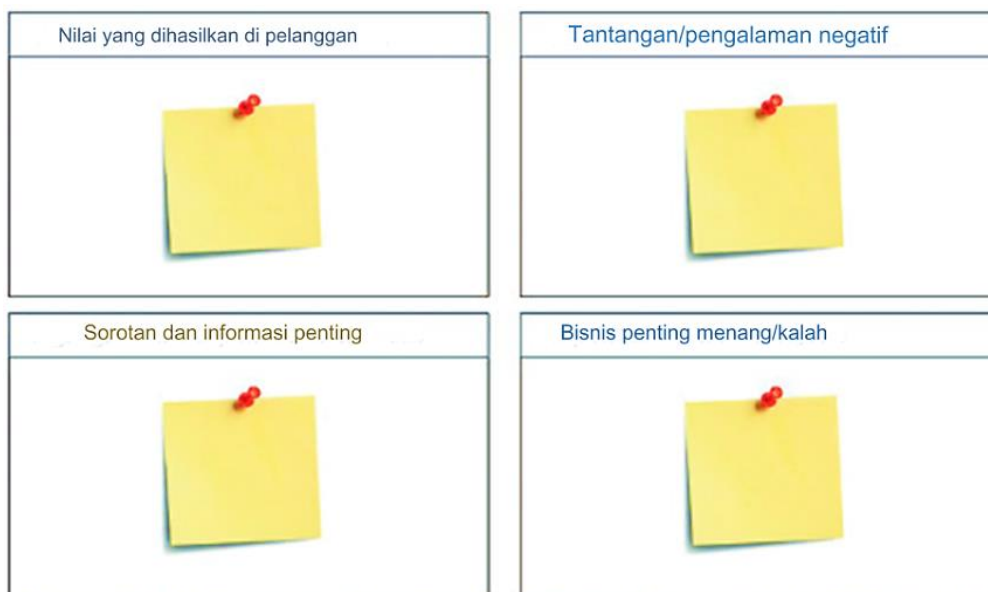 Nilai yang dihasilkan di pelanggan
Tantangan/pengalaman negatif
Sorotan dan informasi penting
Bisnis penting menang/kalah